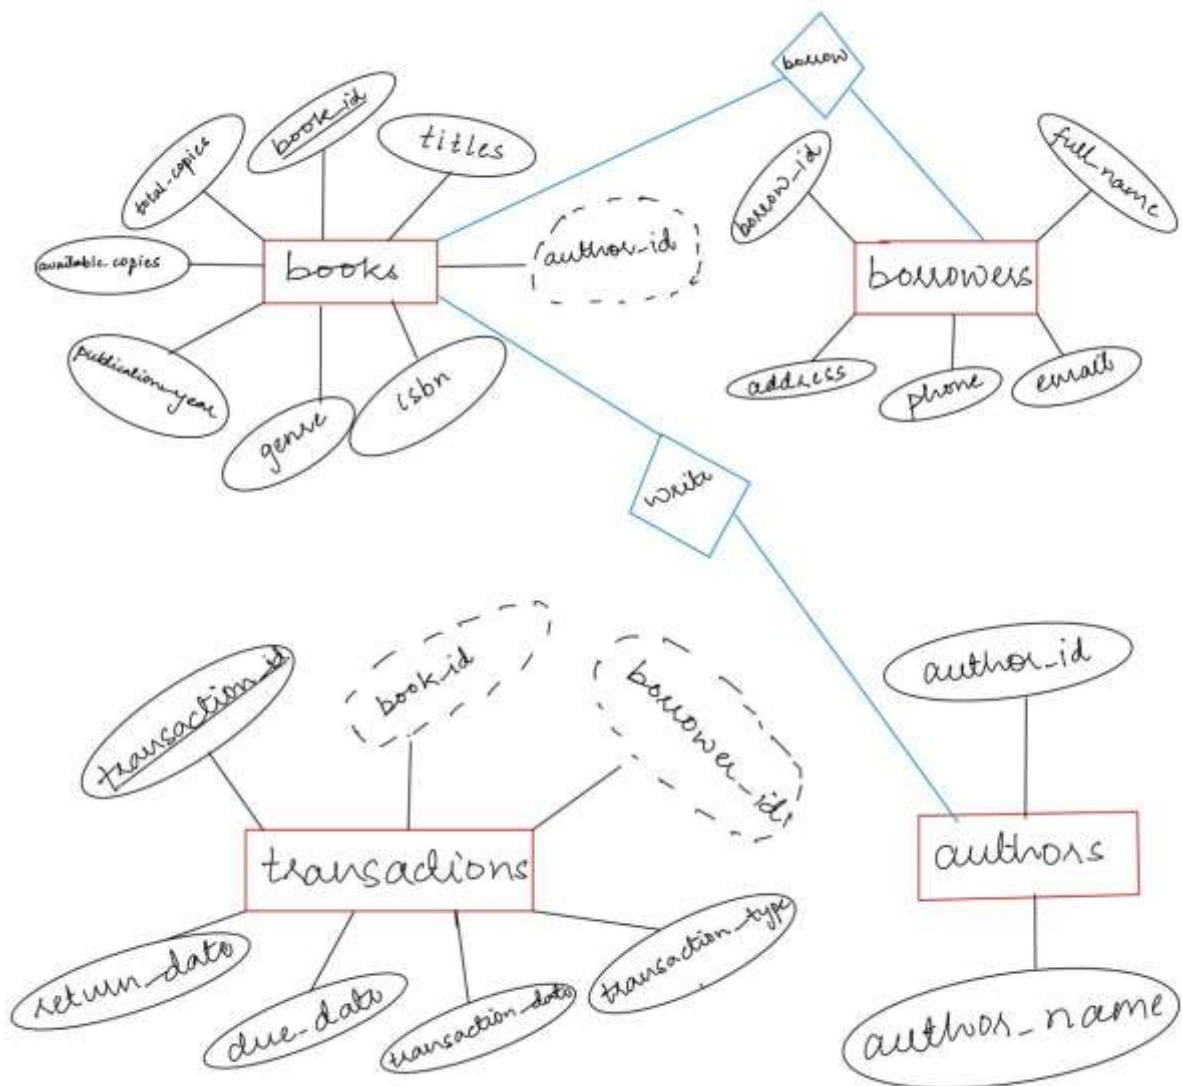 borrow
book_id
titles
total_copies
full_name
borrow_id
author_id
available_copies
books
borrowers
publication_year
genre
isbn
address
phone
email
write
transaction_id
book_id
borrower_id
author_id
transactions
authors
return_date
due_date
transaction_date
transaction_type
author_name